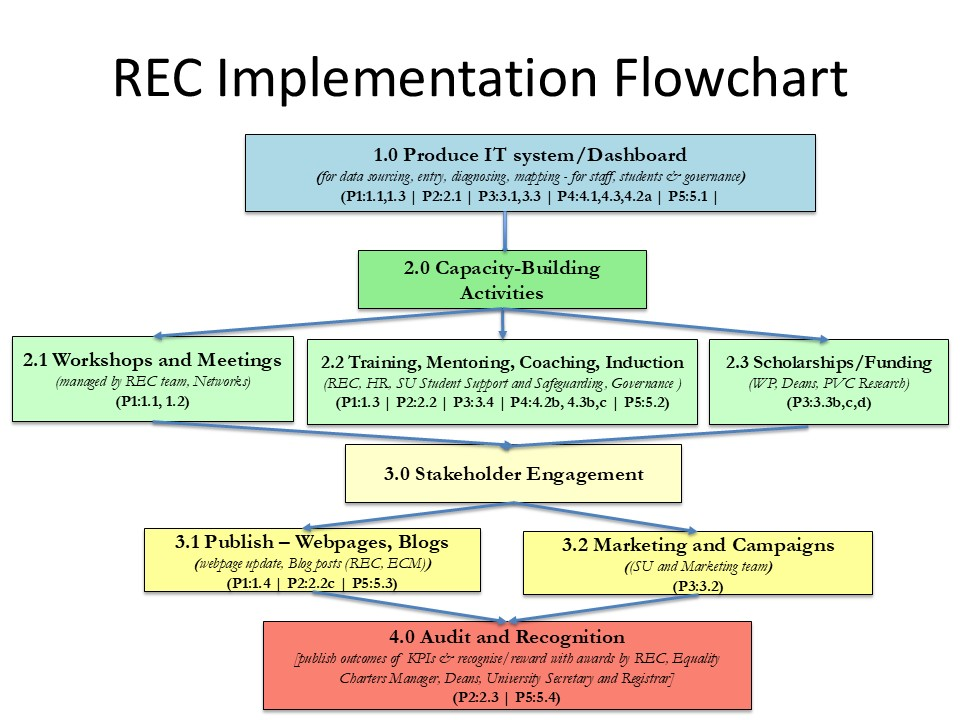 REC Implementation Flowchart
1.0 Produce IT system/Dashboard
(for data sourcing, entry, diagnosing, mapping - for staff, students & governance)
(P1:1.1,1.3 | P2:2.1 | P3:3.1,3.3 | P4:4.1,4.3,4.2a | P5:5.1 |
2.0 Capacity-Building
Activities
2.1 Workshops and Meetings
(managed by REC team, Networks)
(P1:1.1, 1.2)
2.2 Training, Mentoring, Coaching, Induction
(REC, HR, SU Student Support and Safeguarding, Governance )
(P1:1.3 | P2:2.2 | P3:3.4 | P4:4.2b, 4.3b,c | P5:5.2)
2.3 Scholarships/Funding
(WP, Deans, PVC Research)
(P3:3.3b,c,d)
3.0 Stakeholder Engagement
3.1 Publish – Webpages, Blogs
(webpage update, Blog posts (REC, ECM))
(P1:1.4 | P2:2.2c | P5:5.3)
3.2 Marketing and Campaigns
((SU and Marketing team)
(P3:3.2)
4.0 Audit and Recognition
[publish outcomes of KPIs & recognise/reward with awards by REC, Equality
Charters Manager, Deans, University Secretary and Registrar]
(P2:2.3 | P5:5.4)